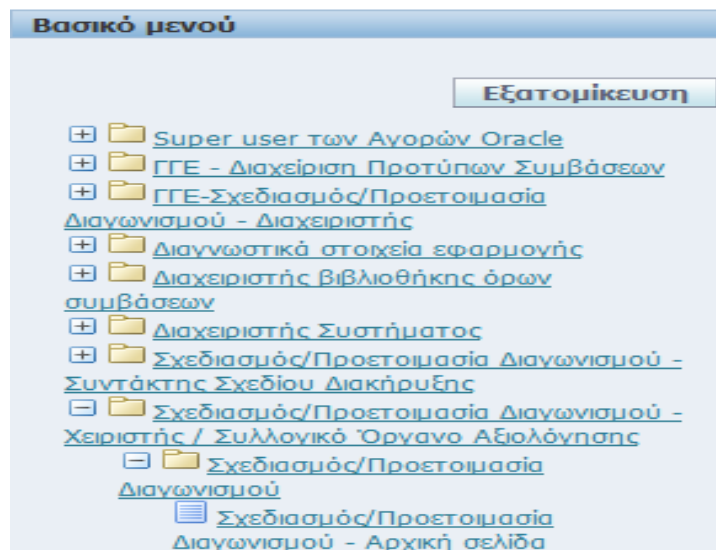 Βασικό μενού
Εξατομίκευση
Super user των Αγορών Oracle
ΓΓΕ - Διαχείριση Προτύπων Συμβάσεων
ΓΓΕ-Σχεδιασμός/Προετοιμασία
Διαγωνισμού - Διαχειριστής
Διαγνωστικά στοιχεία εφαρμογής
Διαχειριστής βιβλιοθήκης όρων
συμβάσεων
Διαχειριστής Συστήματος
Σχεδιασμός/Προετοιμασία Διαγωνισμού -
Συντάκτης Σχεδίου Διακήρυξης
Σχεδιασμός/Προετοιμασία Διαγωνισμού -
Χειριστής / Συλλογικό Όργανο Αξιολόγησης
Σχεδιασμός/Προετοιμασία
Διαγωνισμού
Σχεδιασμός/Προετοιμασία
Διαγωνισμού - Αρχική σελίδα